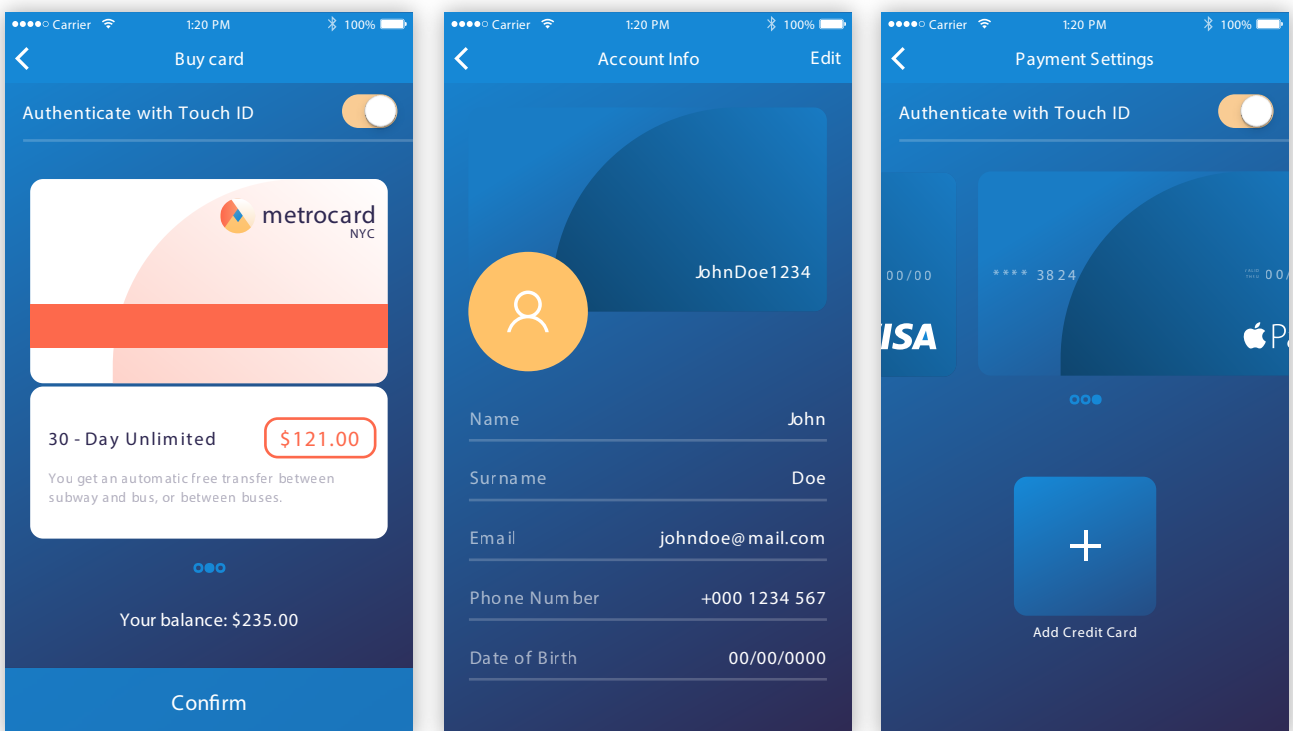 Carrier 1:20 PM 100%
Buy card
Authenticate with Touch ID
metrocard
NYC
30 - Day Unlimited
$121.00
You get an automatic free transfer between
subway and bus, or between buses.
Your balance: $235.00
Confirm
Carrier 1:20 PM 100%
Account Info
Edit
JohnDoe1234
Name
John
Surname
Doe
Email
johndoe@mail.com
Phone Number
+000 1234 567
Date of Birth
00/00/0000
Carrier 1:20 PM 100%
Payment Settings
Authenticate with Touch ID
00/00
ISA
**** 3824
00/
Pa
Add Credit Card